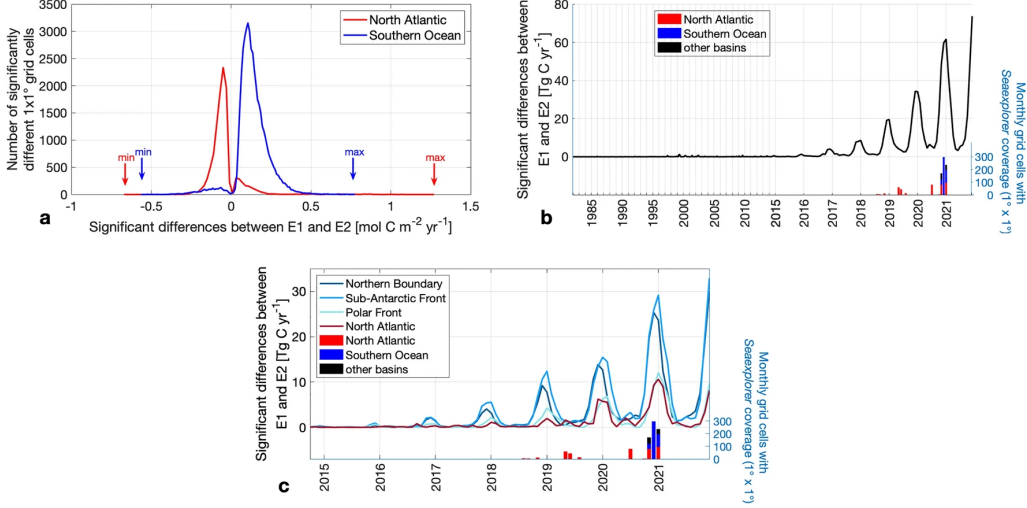 3500
3000
2500
2000
1500
1000
500
0
Number of significantly
different 1x1° grid cells
North Atlantic
Southern Ocean
min
min
max
max
-1
-0.5
0
0.5
1
1.5
Significant differences between E1 and E2 [mol C m⁻² yr⁻¹]
a
80
60
40
20
0
Significant differences between
E1 and E2 [Tg C yr⁻¹]
North Atlantic
Southern Ocean
other basins
300
200
100
0
Monthly grid cells with
Seaexplorer coverage (1° x 1°)
1985
1990
1995
2000
2005
2010
2015
2016
2017
2018
2019
2020
2021
b
30
20
10
0
Significant differences between
E1 and E2 [Tg C yr⁻¹]
Northern Boundary
Sub-Antarctic Front
Polar Front
North Atlantic
North Atlantic
Southern Ocean
other basins
300
200
100
0
Monthly grid cells with
Seaexplorer coverage (1° x 1°)
2015
2016
2017
2018
2019
2020
2021
c